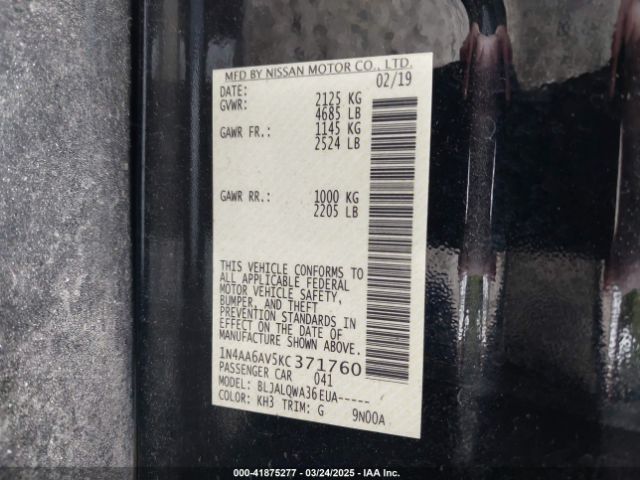 MFD BY NISSAN MOTOR CO., LTD.
DATE: 02/19
GVWR: 2125 KG
4685 LB
GAWR FR.: 1145 KG
2524 LB
GAWR RR.: 1000 KG
2205 LB
THIS VEHICLE CONFORMS TO
ALL APPLICABLE FEDERAL
MOTOR VEHICLE SAFETY,
BUMPER, AND THEFT
PREVENTION STANDARDS IN
EFFECT ON THE DATE OF
MANUFACTURE SHOWN ABOVE.
1N4AA6AV5KC371760
PASSENGER CAR 041
MODEL: BLJALQWA36EUA-----
COLOR: KH3 TRIM: G 9N00A
000-41875277 - 03/24/2025 - IAA Inc.